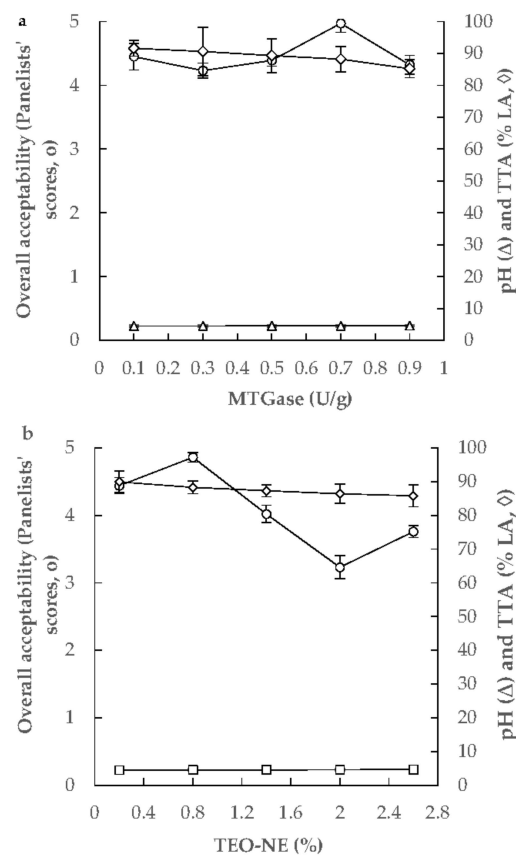 a
Overall acceptability (Panelists'
scores, o)
5
4
3
2
1
0
100
90
80
70
60
50
40
30
20
10
0
pH (Δ) and TTA (% LA, ◊)
0 0.1 0.2 0.3 0.4 0.5 0.6 0.7 0.8 0.9 1
MTGase (U/g)
b
Overall acceptability (Panelists'
scores, o)
5
4
3
2
1
0
100
90
80
70
60
50
40
30
20
10
0
pH (Δ) and TTA (% LA, ◊)
0 0.4 0.8 1.2 1.6 2 2.4 2.8
TEO-NE (%)